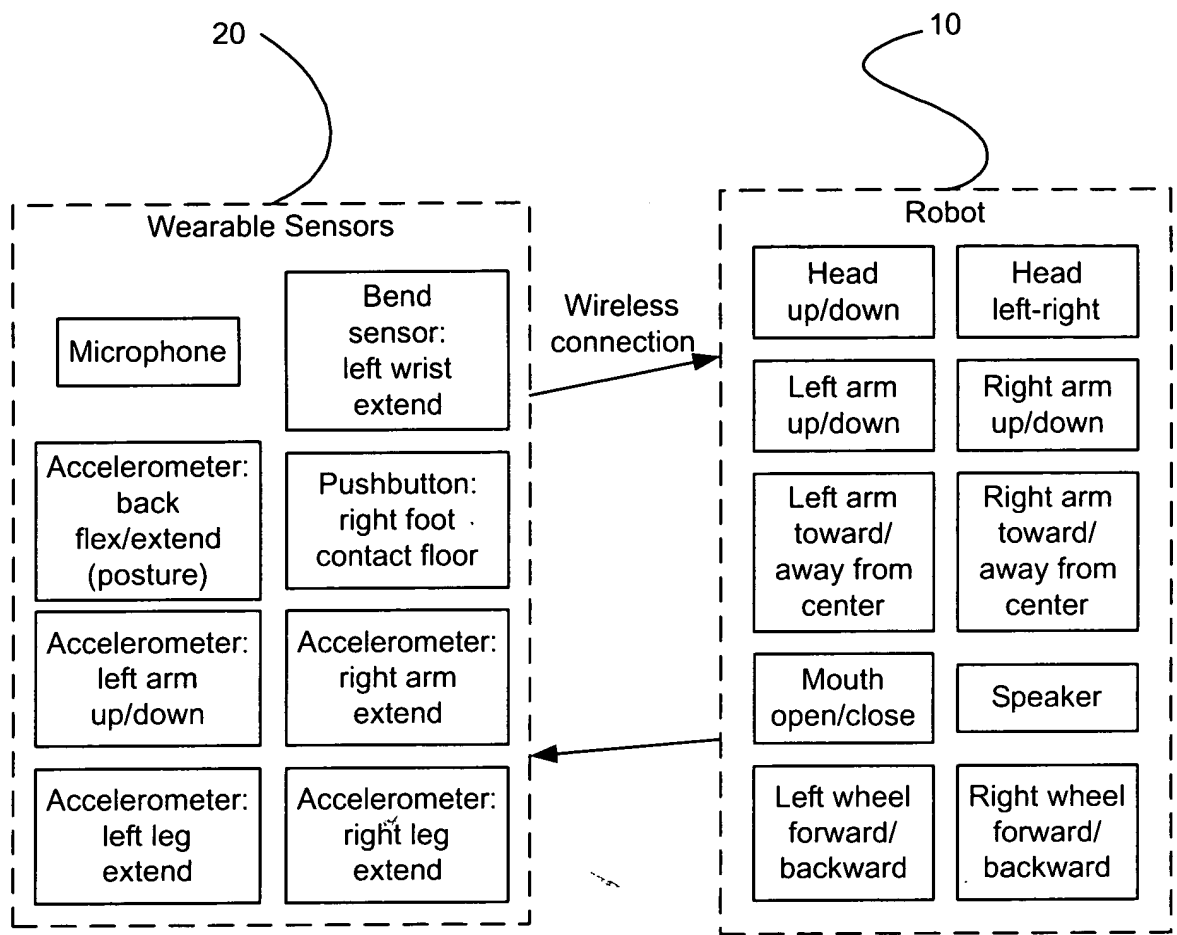 20
10
Wearable Sensors
Microphone
Bend
sensor:
left wrist
extend
Accelerometer:
back
flex/extend
(posture)
Pushbutton:
right foot
contact floor
Accelerometer:
left arm
up/down
Accelerometer:
right arm
extend
Accelerometer:
left leg
extend
Accelerometer:
right leg
extend
Wireless
connection
Robot
Head
up/down
Head
left-right
Left arm
up/down
Right arm
up/down
Left arm
toward/
away from
center
Right arm
toward/
away from
center
Mouth
open/close
Speaker
Left wheel
forward/
backward
Right wheel
forward/
backward